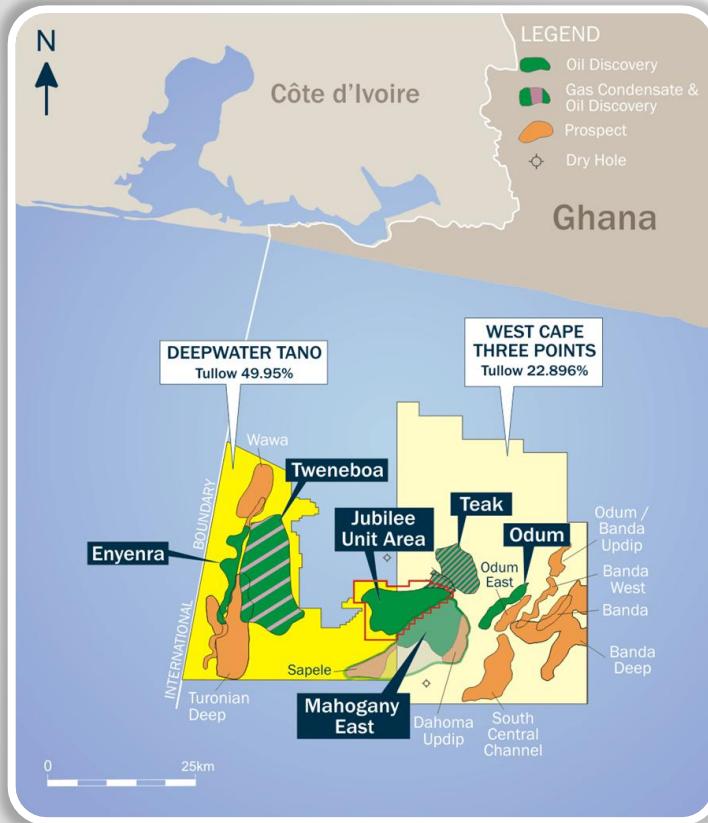 N
Côte d'Ivoire
LEGEND
Oil Discovery
Gas Condensate &
Oil Discovery
Prospect
Dry Hole
Ghana
DEEPWATER TANO
Tullow 49.95%
WEST CAPE
THREE POINTS
Tullow 22.896%
Wawa
Tweneboa
Enyenra
INTERNATIONAL BOUNDARY
Jubilee
Unit Area
Teak
Odum
Odum
East
Odum /
Banda
Updip
Banda
West
Banda
Banda
Deep
Sapele
Turonian
Deep
Mahogany
East
Dahoma
Updip
South
Central
Channel
0
25km